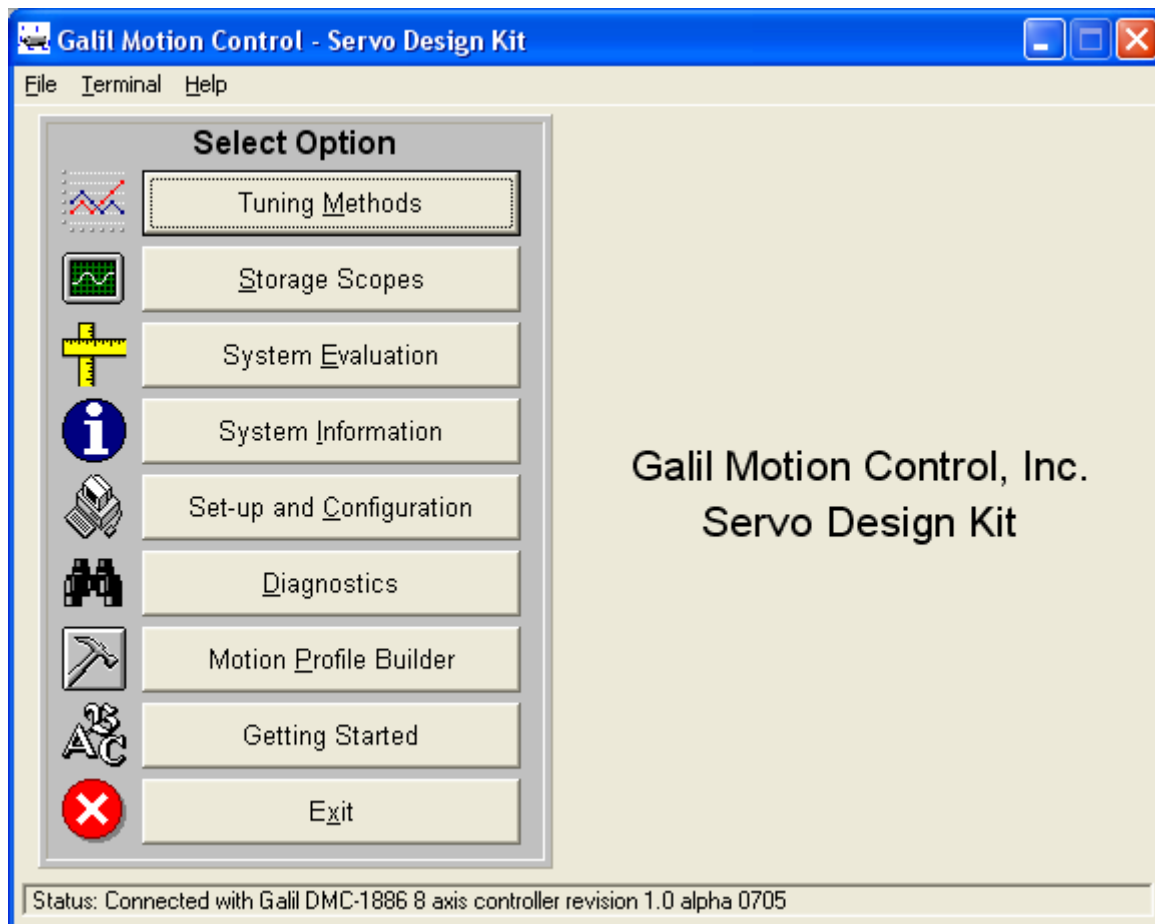 Galil Motion Control - Servo Design Kit
File Terminal Help
Select Option
Tuning Methods
Storage Scopes
System Evaluation
System Information
Set-up and Configuration
Diagnostics
Motion Profile Builder
Getting Started
Exit
Galil Motion Control, Inc.
Servo Design Kit
Status: Connected with Galil DMC-1886 8 axis controller revision 1.0 alpha 0705